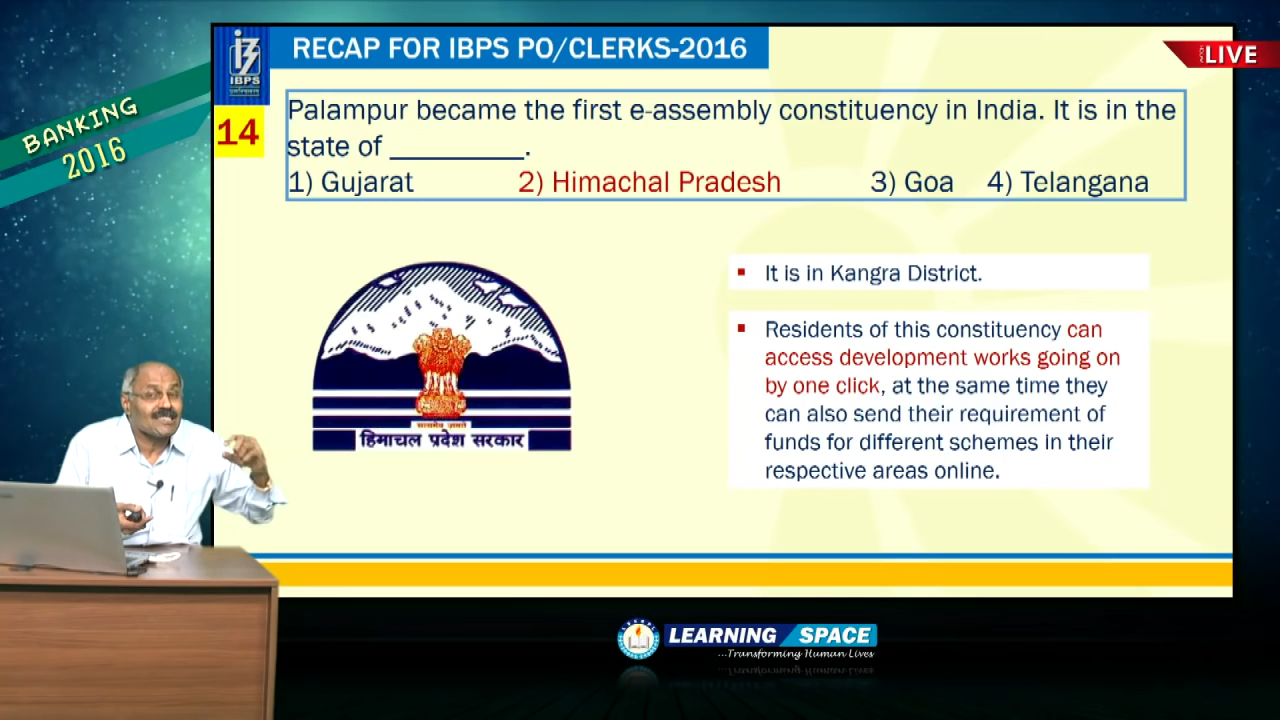 RECAP FOR IBPS PO/CLERKS-2016
LIVE
IBPS
BANKING
2016
14
Palampur became the first e-assembly constituency in India. It is in the
state of _________.
1) Gujarat 2) Himachal Pradesh 3) Goa 4) Telangana
▪ It is in Kangra District.
▪ Residents of this constituency can
access development works going on
by one click, at the same time they
can also send their requirement of
funds for different schemes in their
respective areas online.
सत्यमेव जयते
हिमाचल प्रदेश सरकार
LEARNING SPACE
...Transforming Human Lives